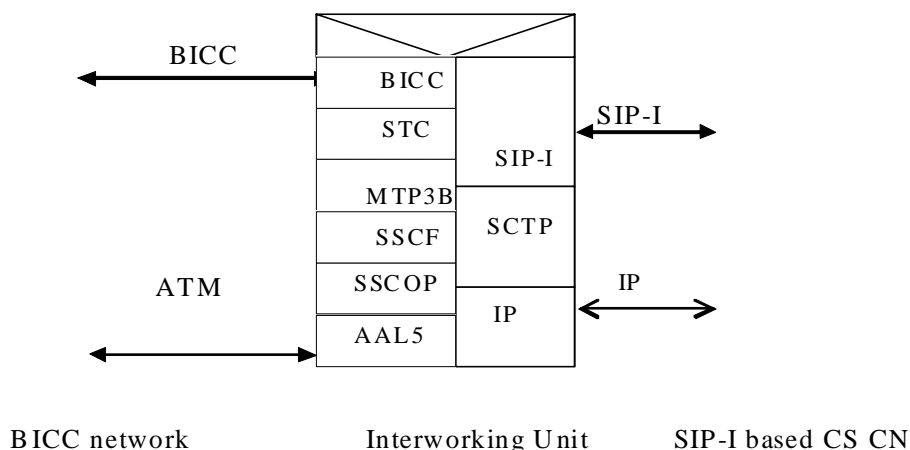 BICC
BICC
STC
SIP-I
SIP-I
MTP3B
SSCF
SCTP
SSCOP
ATM
IP
IP
AAL5
BICC network
Interworking Unit
SIP-I based CS CN